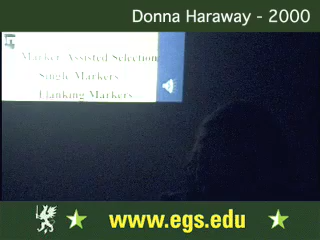 Donna Haraway - 2000
Marker Assisted Selection
Single Markers
Flanking Markers
www.egs.edu